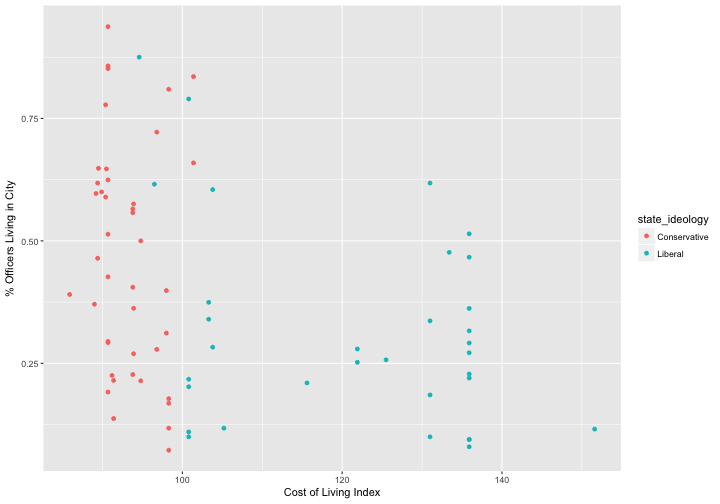 0.75
0.50
0.25
% Officers Living in City
100
120
140
Cost of Living Index
state_ideology
Conservative
Liberal